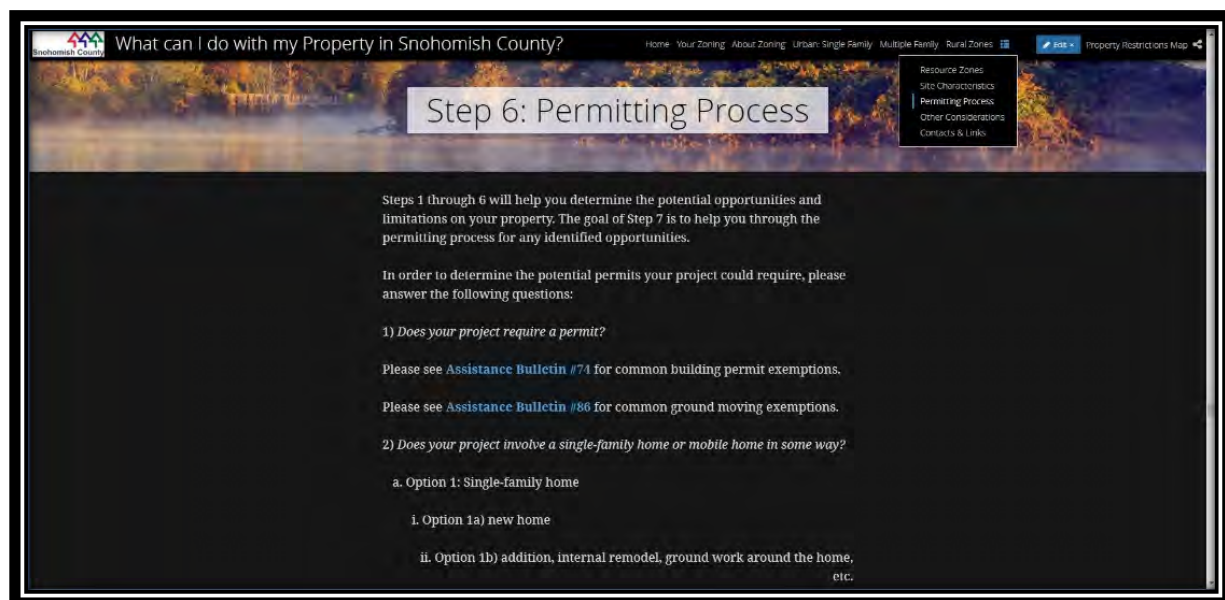 Snohomish County
What can I do with my Property in Snohomish County?
Home Your Zoning About Zoning Urban: Single Family Multiple Family Rural Zones
Edit
Property Restrictions Map
Resource Zones
Site Characteristics
Permitting Process
Other Considerations
Contacts & Links
Step 6: Permitting Process
Steps 1 through 6 will help you determine the potential opportunities and
limitations on your property. The goal of Step 7 is to help you through the
permitting process for any identified opportunities.
In order to determine the potential permits your project could require, please
answer the following questions:
1) Does your project require a permit?
Please see Assistance Bulletin #74 for common building permit exemptions.
Please see Assistance Bulletin #86 for common ground moving exemptions.
2) Does your project involve a single-family home or mobile home in some way?
a. Option 1: Single-family home
i. Option 1a) new home
ii. Option 1b) addition, internal remodel, ground work around the home,
etc.